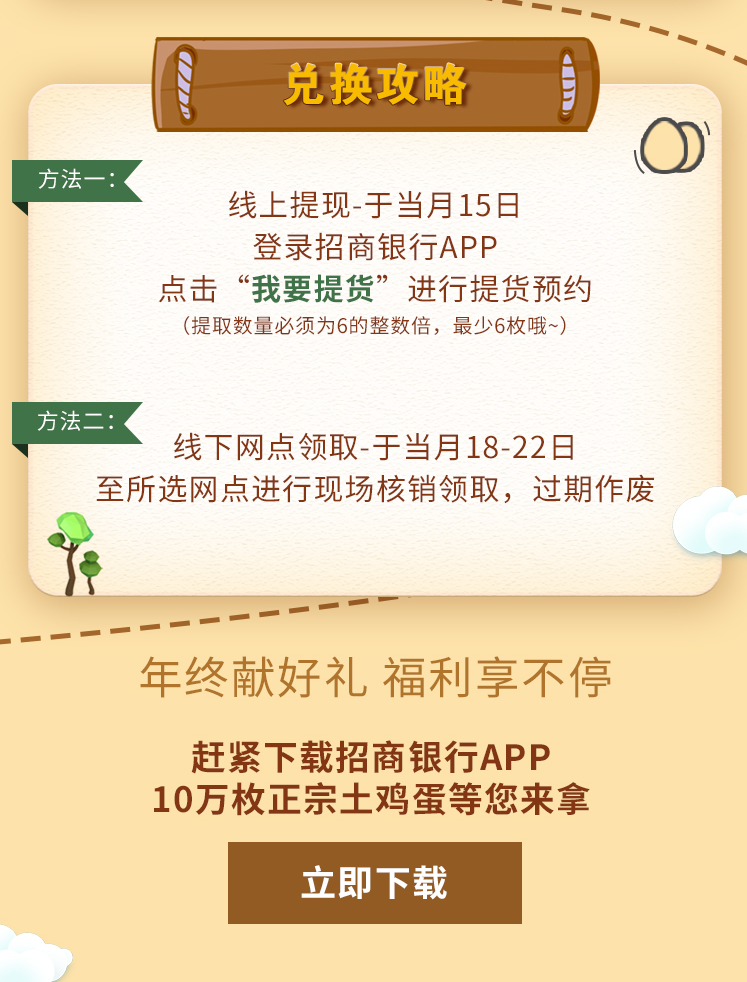 兑换攻略
方法一：
线上提现-于当月15日
登录招商银行APP
点击“我要提货”进行提货预约
（提取数量必须为6的整数倍，最少6枚哦~）
方法二：
线下网点领取-于当月18-22日
至所选网点进行现场核销领取，过期作废
年终献好礼 福利享不停
赶紧下载招商银行APP
10万枚正宗土鸡蛋等您来拿
立即下载